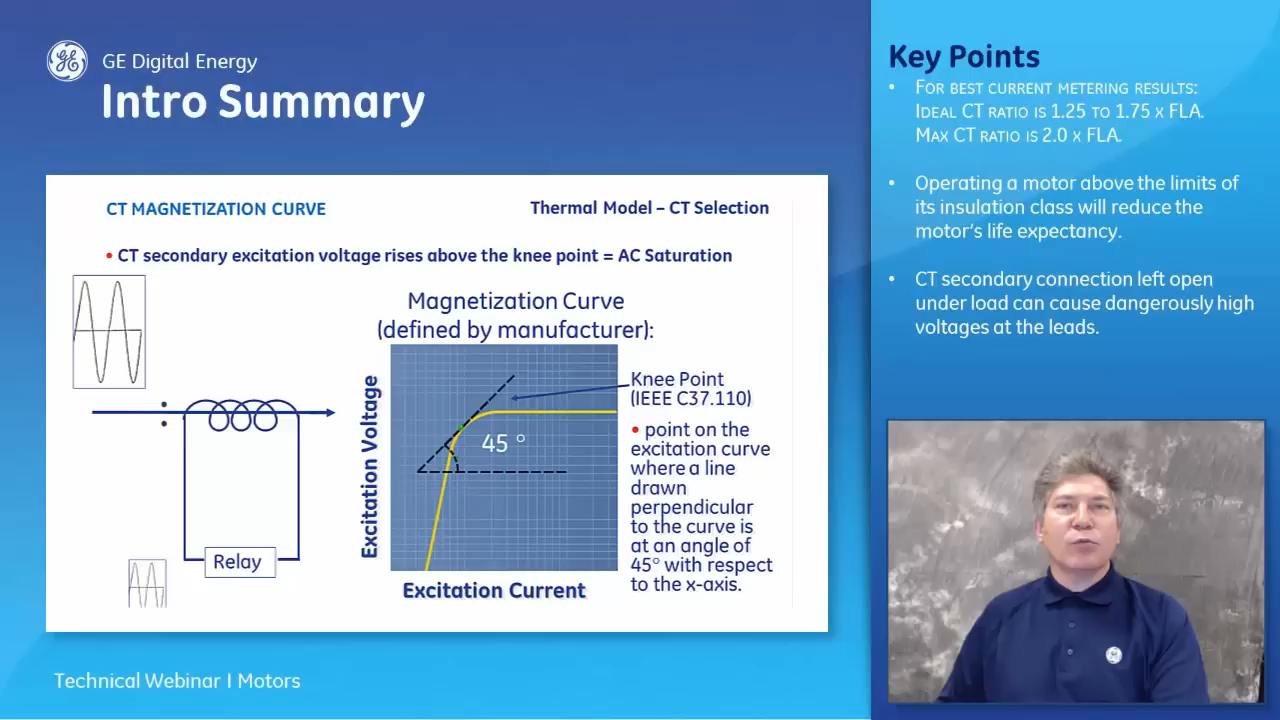 GE Digital Energy
Intro Summary
CT MAGNETIZATION CURVE
Thermal Model – CT Selection
• CT secondary excitation voltage rises above the knee point = AC Saturation
Magnetization Curve
(defined by manufacturer):
Excitation Voltage
45 °
Excitation Current
Knee Point
(IEEE C37.110)
• point on the
excitation curve
where a line
drawn
perpendicular
to the curve is
at an angle of
45° with respect
to the x-axis.
Relay
Technical Webinar I Motors
Key Points
• FOR BEST CURRENT METERING RESULTS:
IDEAL CT RATIO IS 1.25 TO 1.75 X FLA.
MAX CT RATIO IS 2.0 X FLA.
• Operating a motor above the limits of
its insulation class will reduce the
motor's life expectancy.
• CT secondary connection left open
under load can cause dangerously high
voltages at the leads.